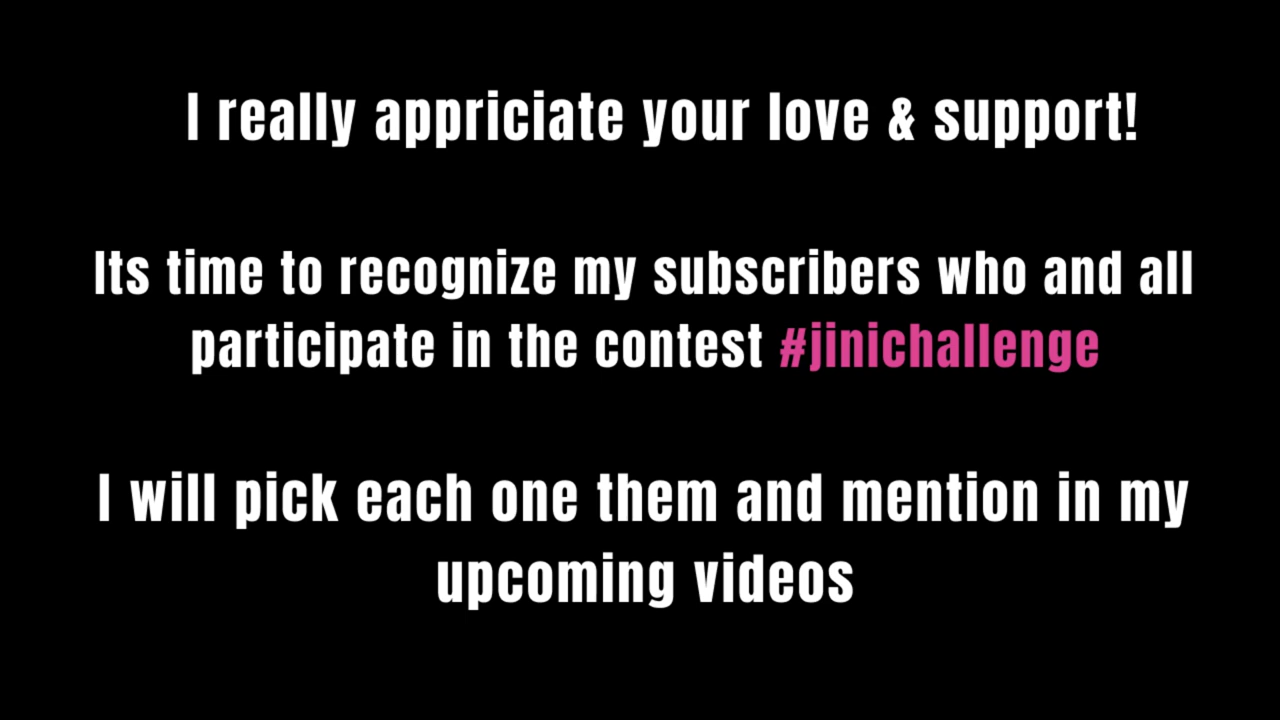 I really appriciate your love & support!
Its time to recognize my subscribers who and all
participate in the contest #jinichallenge
I will pick each one them and mention in my
upcoming videos